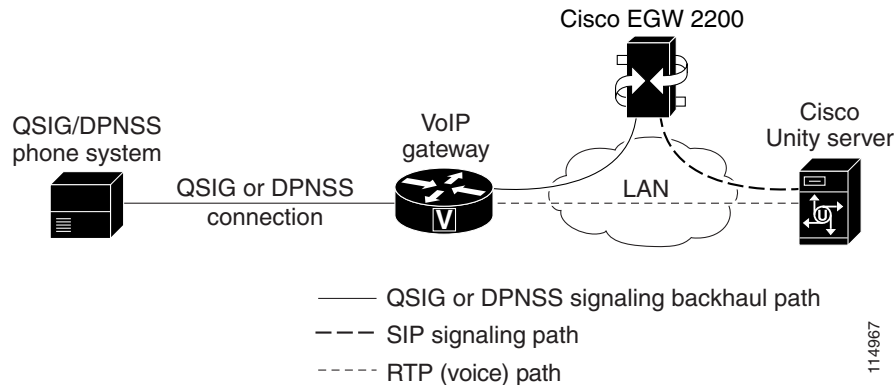 Cisco EGW 2200
QSIG/DPNSS
phone system
VoIP
gateway
Cisco
Unity server
QSIG or DPNSS
connection
LAN
V
U
QSIG or DPNSS signaling backhaul path
SIP signaling path
RTP (voice) path
114967